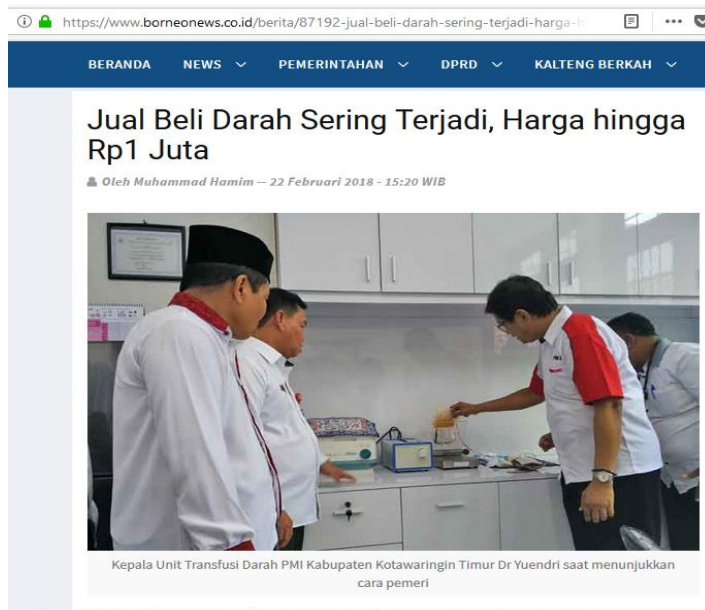 https://www.borneonews.co.id/berita/87192-jual-beli-darah-sering-terjadi-harga-h
BERANDA NEWS PEMERINTAHAN DPRD KALTENG BERKAH
Jual Beli Darah Sering Terjadi, Harga hingga
Rp1 Juta
Oleh Muhammad Hamim -- 22 Februari 2018 - 15:20 WIB
Kepala Unit Transfusi Darah PMI Kabupaten Kotawaringin Timur Dr Yuendri saat menunjukkan
cara pemeri